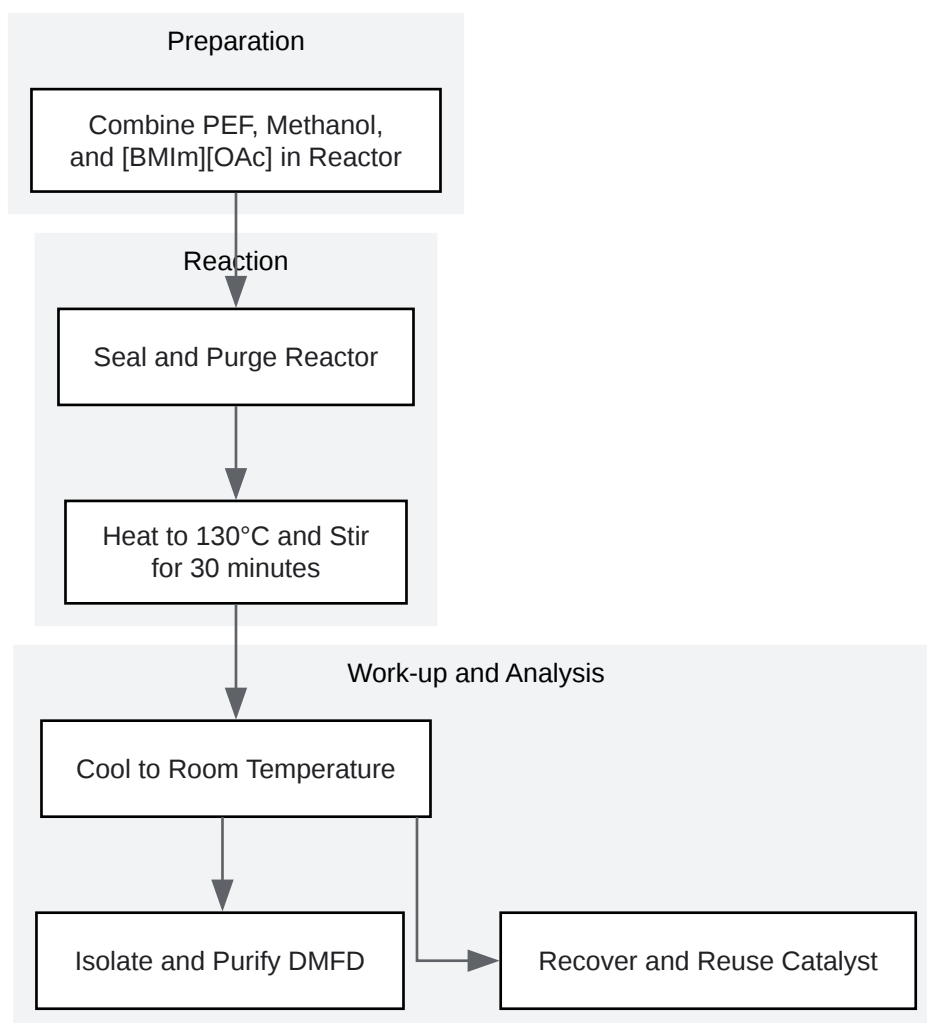 Preparation
Combine PEF, Methanol,
and [BMIm][OAc] in Reactor
Reaction
Seal and Purge Reactor
Heat to 130°C and Stir
for 30 minutes
Work-up and Analysis
Cool to Room Temperature
Isolate and Purify DMFD
Recover and Reuse Catalyst